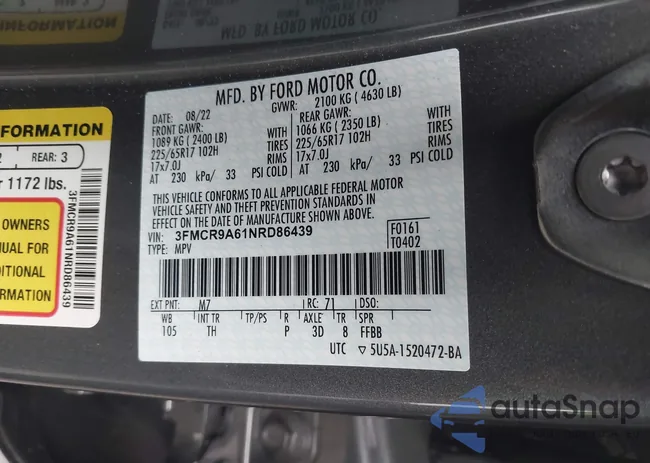 BY FORD MOTOR CO.
MFD. BY FORD MOTOR CO.
DATE: 08/22 GVWR: 2100 KG ( 4630 LB)
FRONT GAWR: REAR GAWR:
1089 KG ( 2400 LB) WITH 1066 KG ( 2350 LB) WITH
225/65R17 102H TIRES 225/65R17 102H TIRES
17x7.0J RIMS 17x7.0J RIMS
AT 230 kPa/ 33 PSI COLD AT 230 kPa/ 33 PSI COLD
THIS VEHICLE CONFORMS TO ALL APPLICABLE FEDERAL MOTOR
VEHICLE SAFETY AND THEFT PREVENTION STANDARDS IN
EFFECT ON THE DATE OF MANUFACTURE SHOWN ABOVE.
VIN: 3FMCR9A61NRD86439 F0161
TYPE: MPV T0402
EXT PNT: M7 RC: 71 DSO:
WB INT TR TP/PS R AXLE TR SPR
105 TH P 3D 8 FFBB
UTC 5U5A-1520472-BA
FORMATION
2 REAR: 3
1172 lbs.
OWNERS
FOR
INFORMATION
3FMCR9A61NRD86439
autoSnap